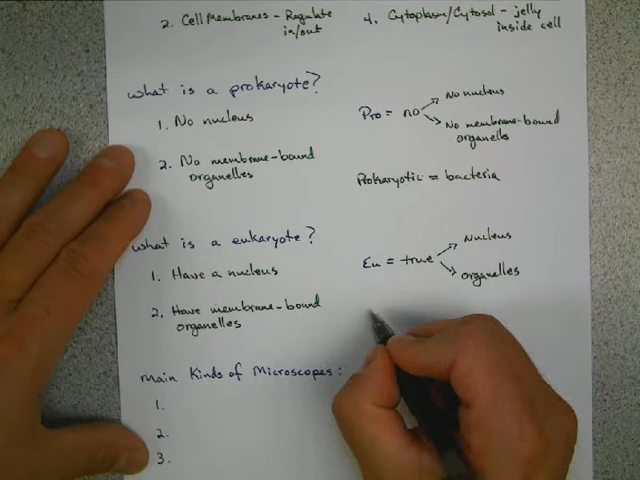 2. Cell Membranes - Regulate
in/out
4. Cytoplasm/Cytosol - jelly
inside cell
What is a prokaryote?
1. No nucleus
2. No membrane-bound
organelles
Pro = no
No nucleus
No membrane-bound
organelles
Prokaryotic = bacteria
What is a eukaryote?
1. Have a nucleus
2. Have membrane-bound
organelles
Eu = true
Nucleus
organelles
Main Kinds of Microscopes:
1.
2.
3.